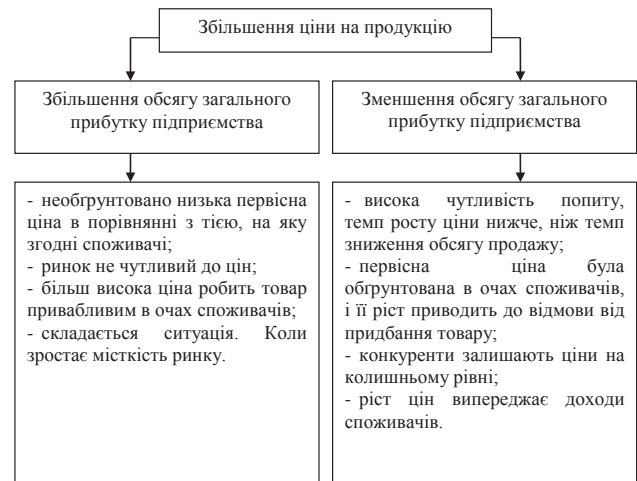 Збільшення ціни на продукцію
Збільшення обсягу загального
прибутку підприємства
Зменшення обсягу загального
прибутку підприємства
- необґрунтовано низька первісна
ціна в порівнянні з тією, на яку
згодні споживачі;
- ринок не чутливий до цін;
- більш висока ціна робить товар
привабливим в очах споживачів;
- складається ситуація. Коли
зростає місткість ринку.
- висока чутливість попиту,
темп росту ціни нижче, ніж темп
зниження обсягу продажу;
- первісна ціна була
обґрунтована в очах споживачів,
і її ріст приводить до відмови від
придбання товару;
- конкуренти залишають ціни на
колишньому рівні;
- ріст цін випереджає доходи
споживачів.